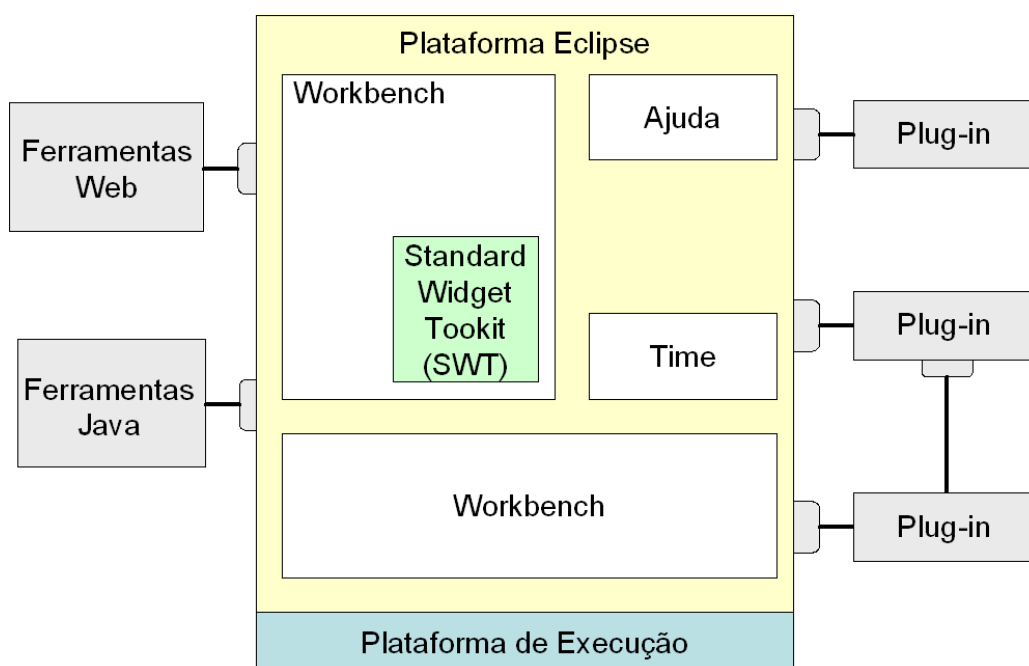 Plataforma Eclipse
Workbench
Ajuda
Plug-in
Ferramentas
Web
Standard
Widget
Tookit
(SWT)
Time
Plug-in
Ferramentas
Java
Workbench
Plug-in
Plataforma de Execução